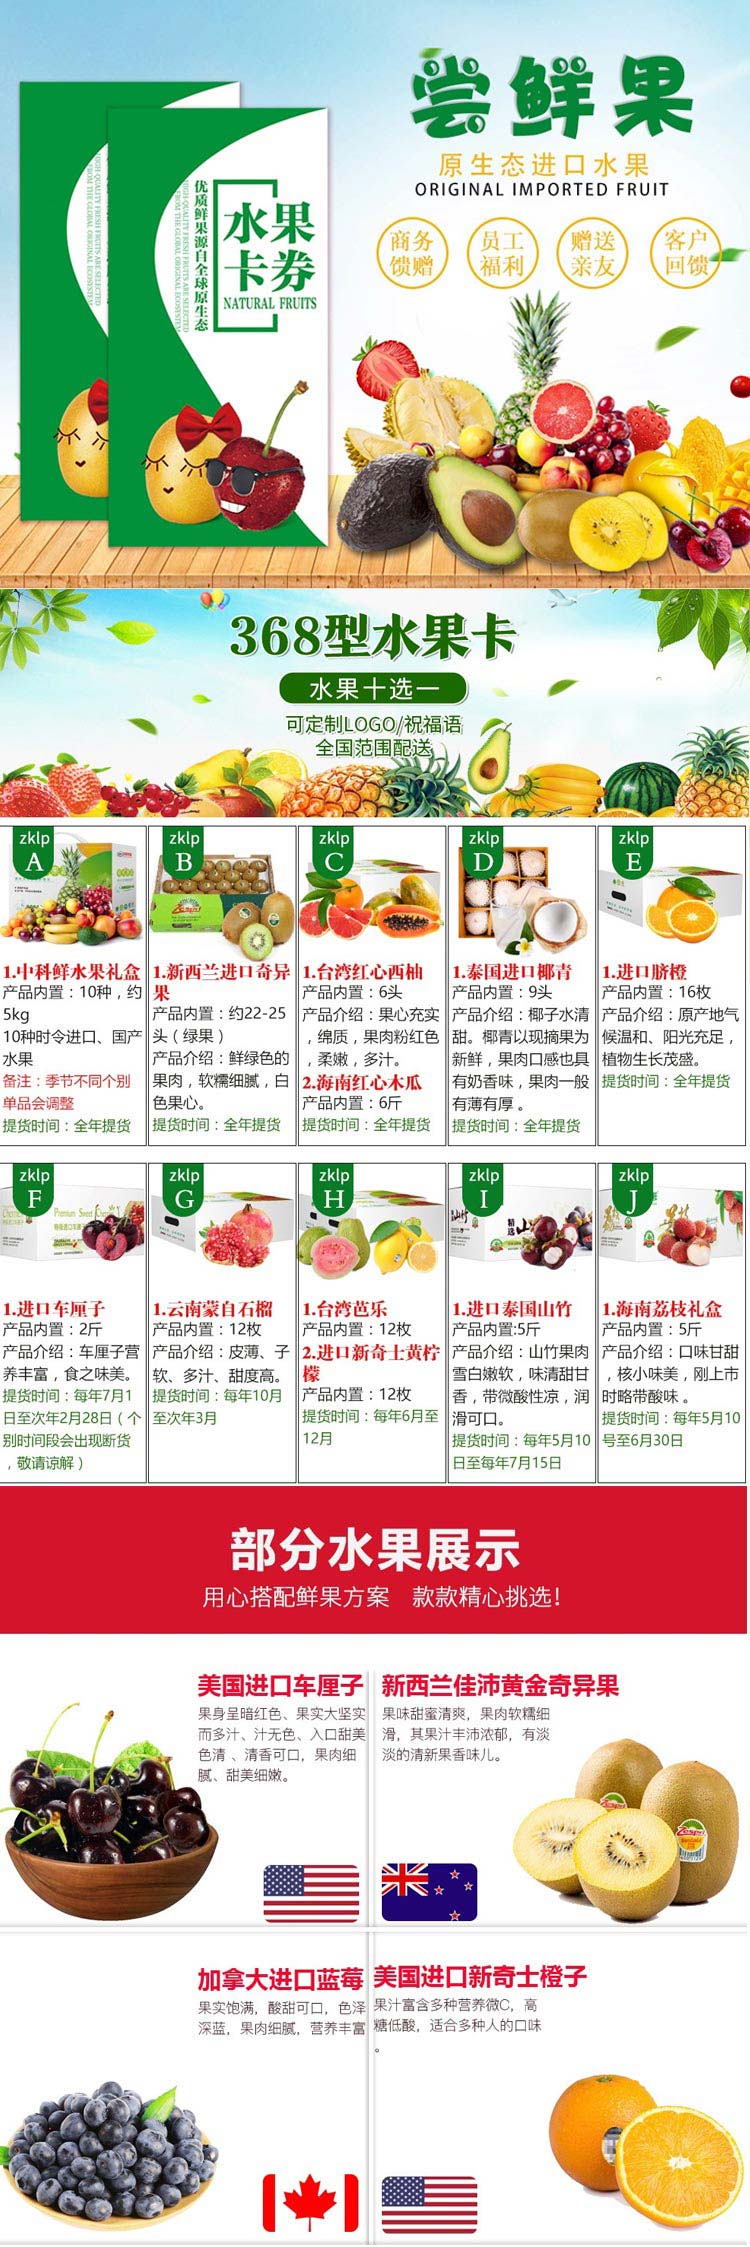 尝鲜果
原生态进口水果
ORIGINAL IMPORTED FRUIT
商务
馈赠
员工
福利
赠送
亲友
客户
回馈
水果
卡券
NATURAL FRUITS
优质鲜果源自全球原生态
HIGH-QUALITY FRESH FRUITS ARE SELECTED
FROM THE GLOBAL ORIGINAL ECOSYSTEM
368型水果卡
水果十选一
可定制LOGO/祝福语
全国范围配送
zklp
A
1.中科鲜水果礼盒
产品内置：10种，约
5kg
10种时令进口、国产
水果
备注：季节不同个别
单品会调整
提货时间：全年提货
zklp
B
1.新西兰进口奇异
果
产品内置：约22-25
头（绿果）
产品介绍：鲜绿色的
果肉，软糯细腻，白
色果心。
提货时间：全年提货
zklp
C
1.台湾红心西柚
产品内置：6头
产品介绍：果心充实
，绵质，果肉粉红色
，柔嫩，多汁。
2.海南红心木瓜
产品内置：6斤
提货时间：全年提货
zklp
D
1.泰国进口椰青
产品内置：9头
产品介绍：椰子水清
甜。椰青以现摘果为
新鲜，果肉口感也具
有奶香味，果肉一般
有薄有厚 。
提货时间：全年提货
zklp
E
1.进口脐橙
产品内置：16枚
产品介绍：原产地气
候温和、阳光充足，
植物生长茂盛。
提货时间：全年提货
zklp
F
1.进口车厘子
产品内置：2斤
产品介绍：车厘子营
养丰富，食之味美。
提货时间：每年7月1
日至次年2月28日（个
别时间段会出现断货
，敬请谅解）
zklp
G
1.云南蒙自石榴
产品内置：12枚
产品介绍：皮薄、子
软、多汁、甜度高。
提货时间：每年10月
至次年3月
zklp
H
1.台湾芭乐
产品内置：12枚
2.进口新奇士黄柠
檬
产品内置：12枚
提货时间：每年6月至
12月
zklp
I
精选山竹
1.进口泰国山竹
产品内置:5斤
产品介绍：山竹果肉
雪白嫩软，味清甜甘
香，带微酸性凉，润
滑可口。
提货时间：每年5月10
日至每年7月15日
zklp
J
1.海南荔枝礼盒
产品内置：5斤
产品介绍：口味甘甜
，核小味美，刚上市
时略带酸味 。
提货时间：每年5月10
号至6月30日
部分水果展示
用心搭配鲜果方案 款款精心挑选!
美国进口车厘子
果身呈暗红色、果实大坚实
而多汁、汁无色、入口甜美
色清 、清香可口，果肉细
腻、甜美细嫩。
新西兰佳沛黄金奇异果
果味甜蜜清爽，果肉软糯细
滑，其果汁丰沛浓郁，有淡
淡的清新果香味儿。
Zespri
加拿大进口蓝莓
果实饱满，酸甜可口，色泽
深蓝，果肉细腻，营养丰富
美国进口新奇士橙子
果汁富含多种营养微C，高
糖低酸，适合多种人的口味
。